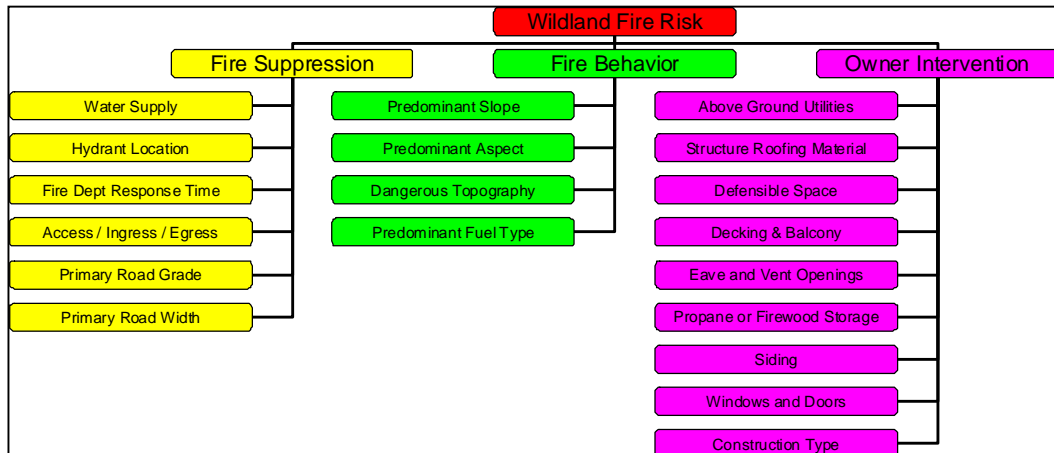 Wildland Fire Risk
Fire Suppression
Water Supply
Hydrant Location
Fire Dept Response Time
Access / Ingress / Egress
Primary Road Grade
Primary Road Width
Fire Behavior
Predominant Slope
Predominant Aspect
Dangerous Topography
Predominant Fuel Type
Owner Intervention
Above Ground Utilities
Structure Roofing Material
Defensible Space
Decking & Balcony
Eave and Vent Openings
Propane or Firewood Storage
Siding
Windows and Doors
Construction Type